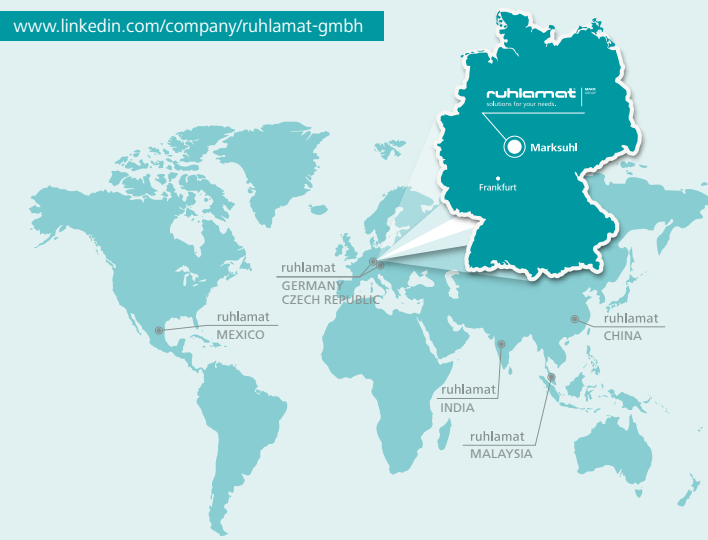 www.linkedin.com/company/ruhlamat-gmbh
ruhlamat
solutions for your needs.
Marksuhl
Frankfurt
ruhlamat
GERMANY
CZECH REPUBLIC
ruhlamat
MEXICO
ruhlamat
CHINA
ruhlamat
INDIA
ruhlamat
MALAYSIA